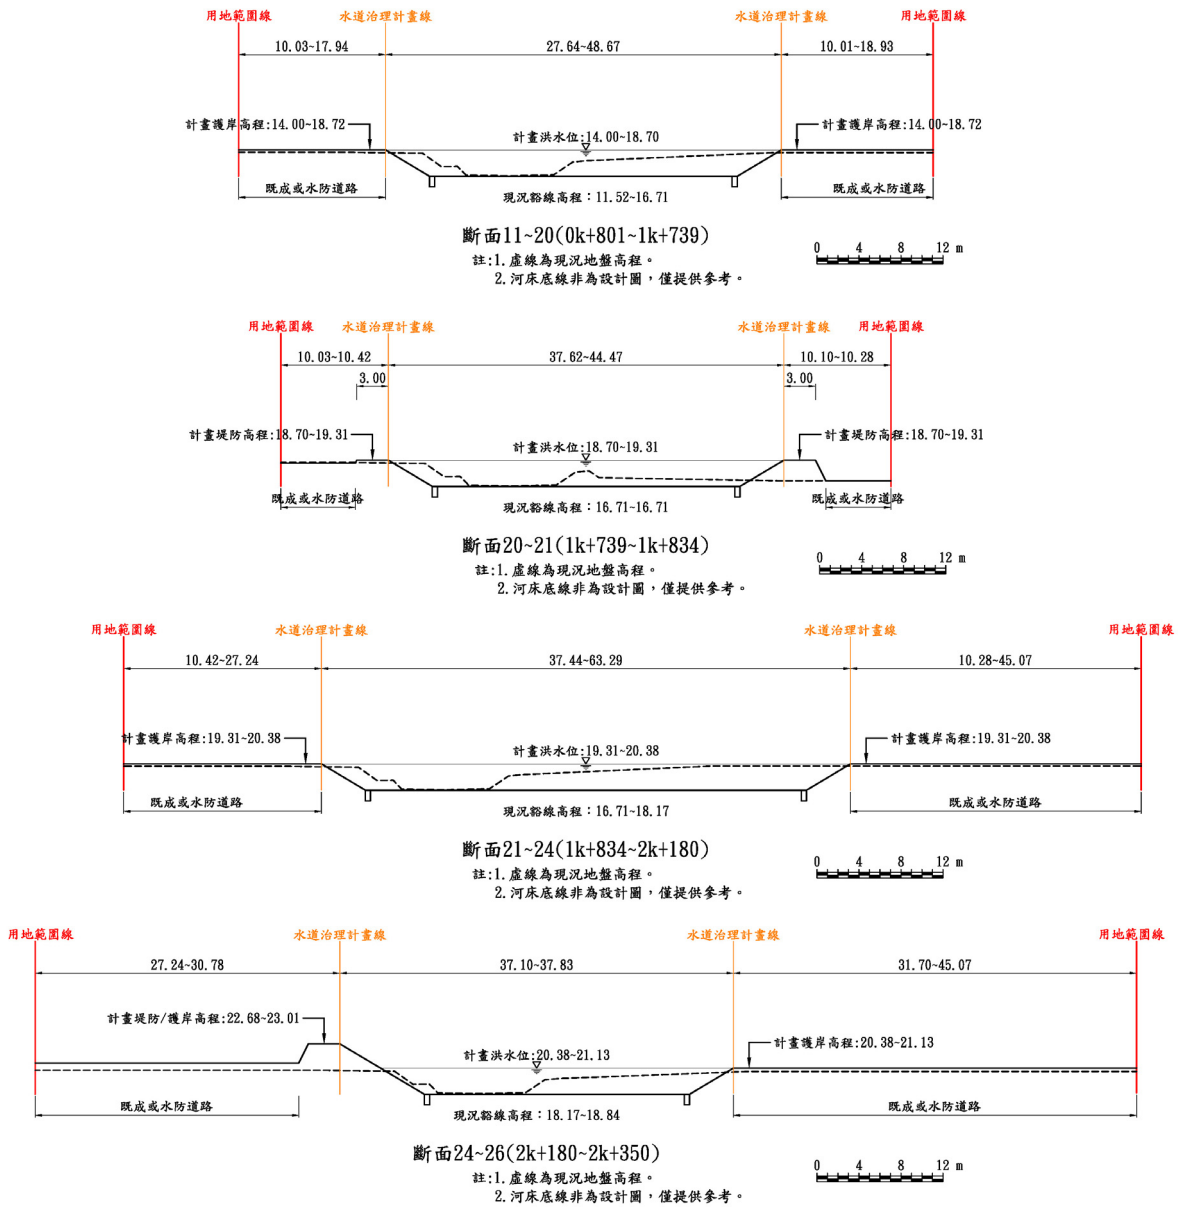 用地範圍線 水道治理計畫線 水道治理計畫線 用地範圍線
10.03~17.94 27.64~48.67 10.01~18.93
計畫護岸高程:14.00~18.72 計畫洪水位:14.00~18.70 計畫護岸高程:14.00~18.72
既成或水防道路 現況谿線高程：11.52~16.71 既成或水防道路
斷面11~20(0k+801~1k+739)
註:1.虛線為現況地盤高程。
2.河床底線非為設計圖，僅提供參考。
0 4 8 12 m
用地範圍線 水道治理計畫線 水道治理計畫線 用地範圍線
10.03~10.42 37.62~44.47 10.10~10.28
3.00 3.00
計畫堤防高程:18.70~19.31 計畫洪水位:18.70~19.31 計畫堤防高程:18.70~19.31
既成或水防道路 現況谿線高程：16.71~16.71 既成或水防道路
斷面20~21(1k+739~1k+834)
註:1.虛線為現況地盤高程。
2.河床底線非為設計圖，僅提供參考。
0 4 8 12 m
用地範圍線 水道治理計畫線 水道治理計畫線 用地範圍線
10.42~27.24 37.44~63.29 10.28~45.07
計畫護岸高程:19.31~20.38 計畫洪水位:19.31~20.38 計畫護岸高程:19.31~20.38
既成或水防道路 現況谿線高程：16.71~18.17 既成或水防道路
斷面21~24(1k+834~2k+180)
註:1.虛線為現況地盤高程。
2.河床底線非為設計圖，僅提供參考。
0 4 8 12 m
用地範圍線 水道治理計畫線 水道治理計畫線 用地範圍線
27.24~30.78 37.10~37.83 31.70~45.07
計畫堤防/護岸高程:22.68~23.01 計畫洪水位:20.38~21.13 計畫護岸高程:20.38~21.13
既成或水防道路 現況谿線高程：18.17~18.84 既成或水防道路
斷面24~26(2k+180~2k+350)
註:1.虛線為現況地盤高程。
2.河床底線非為設計圖，僅提供參考。
0 4 8 12 m